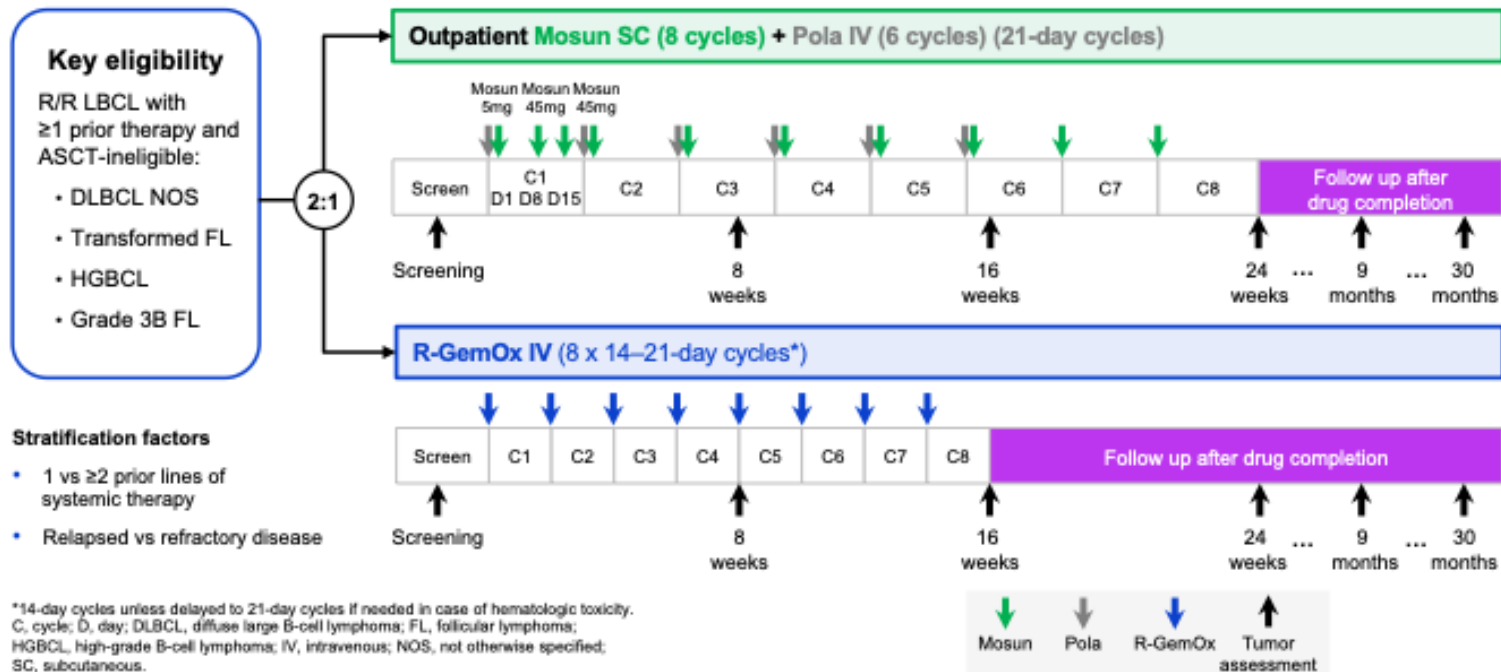 Key eligibility
R/R LBCL with
≥1 prior therapy and
ASCT-ineligible:
• DLBCL NOS
• Transformed FL
• HGBCL
• Grade 3B FL
2:1
Outpatient Mosun SC (8 cycles) + Pola IV (6 cycles) (21-day cycles)
Mosun Mosun Mosun
5mg 45mg 45mg
Screen C1 C2 C3 C4 C5 C6 C7 C8
D1 D8 D15
Follow up after
drug completion
Screening 8 16 24 ... 9 ... 30
weeks weeks weeks months months
R-GemOx IV (8 x 14–21-day cycles*)
Screen C1 C2 C3 C4 C5 C6 C7 C8 Follow up after drug completion
Screening 8 16 24 ... 9 ... 30
weeks weeks weeks months months
Stratification factors
• 1 vs ≥2 prior lines of
systemic therapy
• Relapsed vs refractory disease
*14-day cycles unless delayed to 21-day cycles if needed in case of hematologic toxicity.
C, cycle; D, day; DLBCL, diffuse large B-cell lymphoma; FL, follicular lymphoma;
HGBCL, high-grade B-cell lymphoma; IV, intravenous; NOS, not otherwise specified;
SC, subcutaneous.
Mosun Pola R-GemOx Tumor
assessment